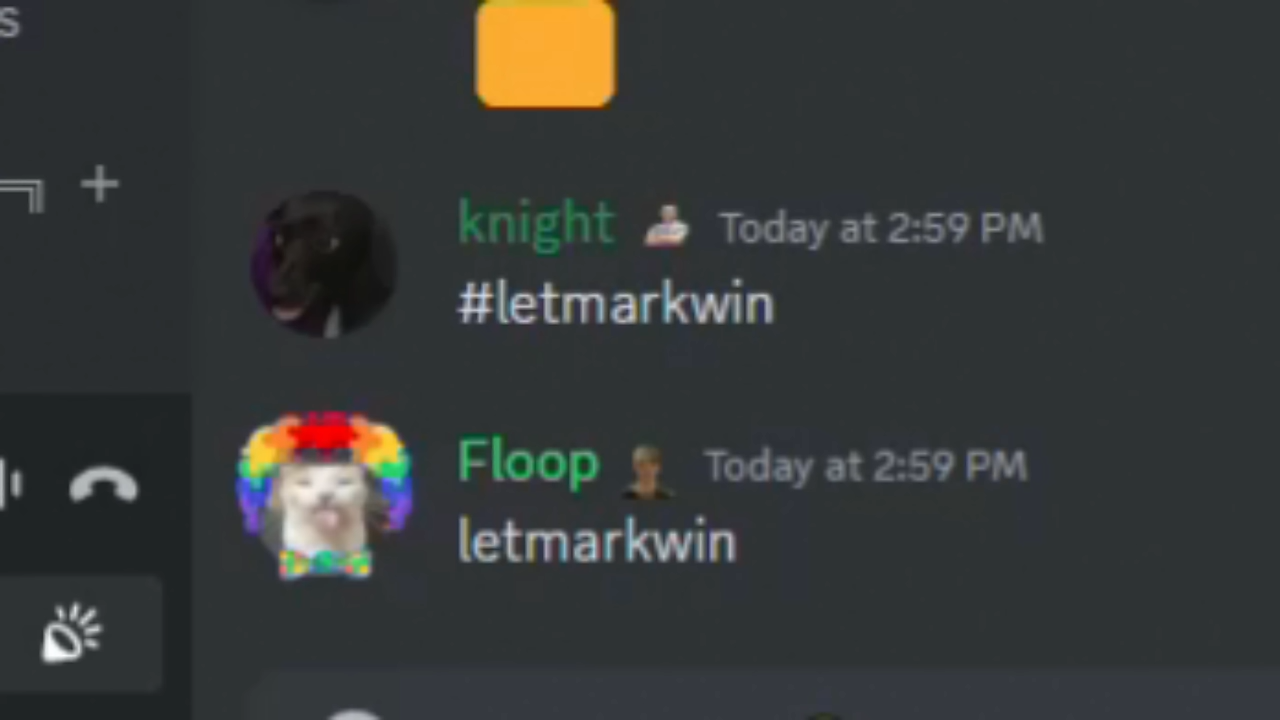 s
knight Today at 2:59 PM
#letmarkwin
Floop Today at 2:59 PM
letmarkwin